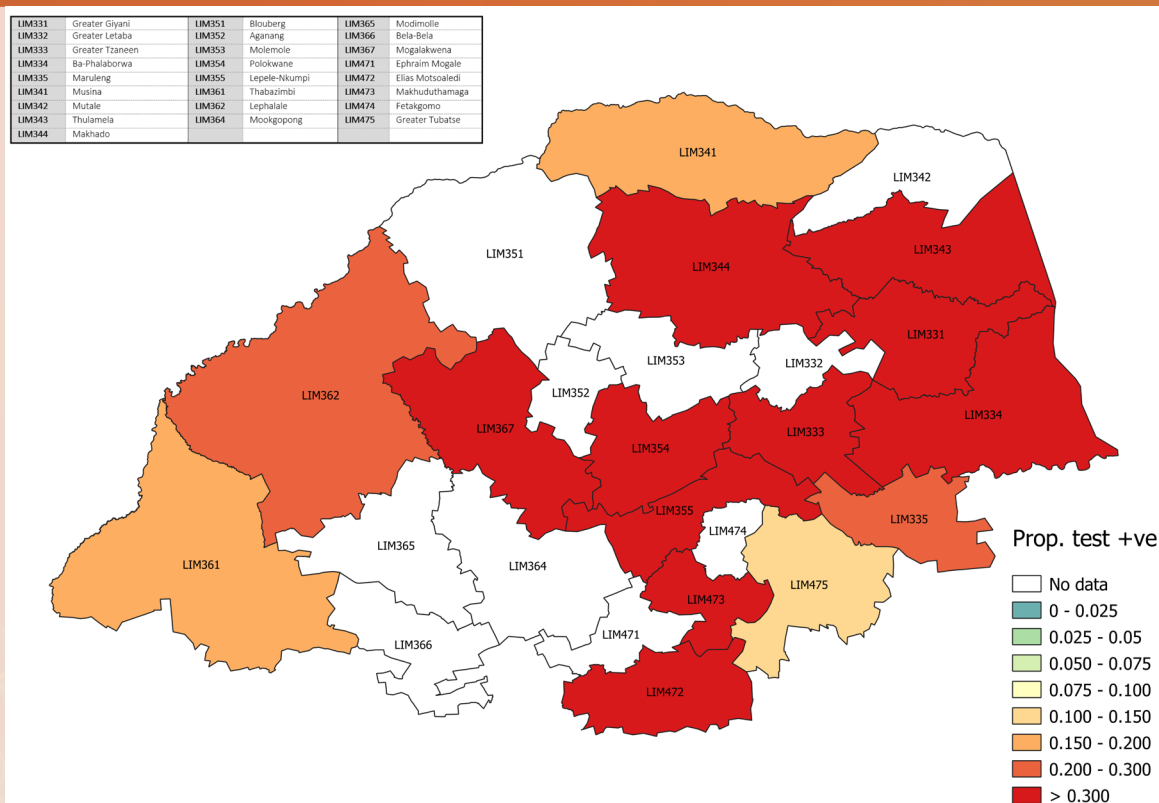 LIM331 Greater Giyani LIM351 Blouberg LIM365 Modimolle
LIM332 Greater Letaba LIM352 Aganang LIM366 Bela-Bela
LIM333 Greater Tzaneen LIM353 Molemole LIM367 Mogalakwena
LIM334 Ba-Phalaborwa LIM354 Polokwane LIM471 Ephraim Mogale
LIM335 Maruleng LIM355 Lepele-Nkumpi LIM472 Elias Motsoaledi
LIM341 Musina LIM361 Thabazimbi LIM473 Makhuduthamaga
LIM342 Mutale LIM362 Lephalale LIM474 Fetakgomo
LIM343 Thulamela LIM364 Mookgopong LIM475 Greater Tubatse
LIM344 Makhado
LIM341
LIM342
LIM351
LIM343
LIM344
LIM331
LIM353
LIM332
LIM362
LIM352
LIM334
LIM367
LIM333
LIM354
LIM355
LIM335
LIM474
LIM365
LIM361
LIM364
LIM475
LIM473
LIM471
LIM366
LIM472
Prop. test +ve
No data
0 - 0.025
0.025 - 0.05
0.050 - 0.075
0.075 - 0.100
0.100 - 0.150
0.150 - 0.200
0.200 - 0.300
> 0.300